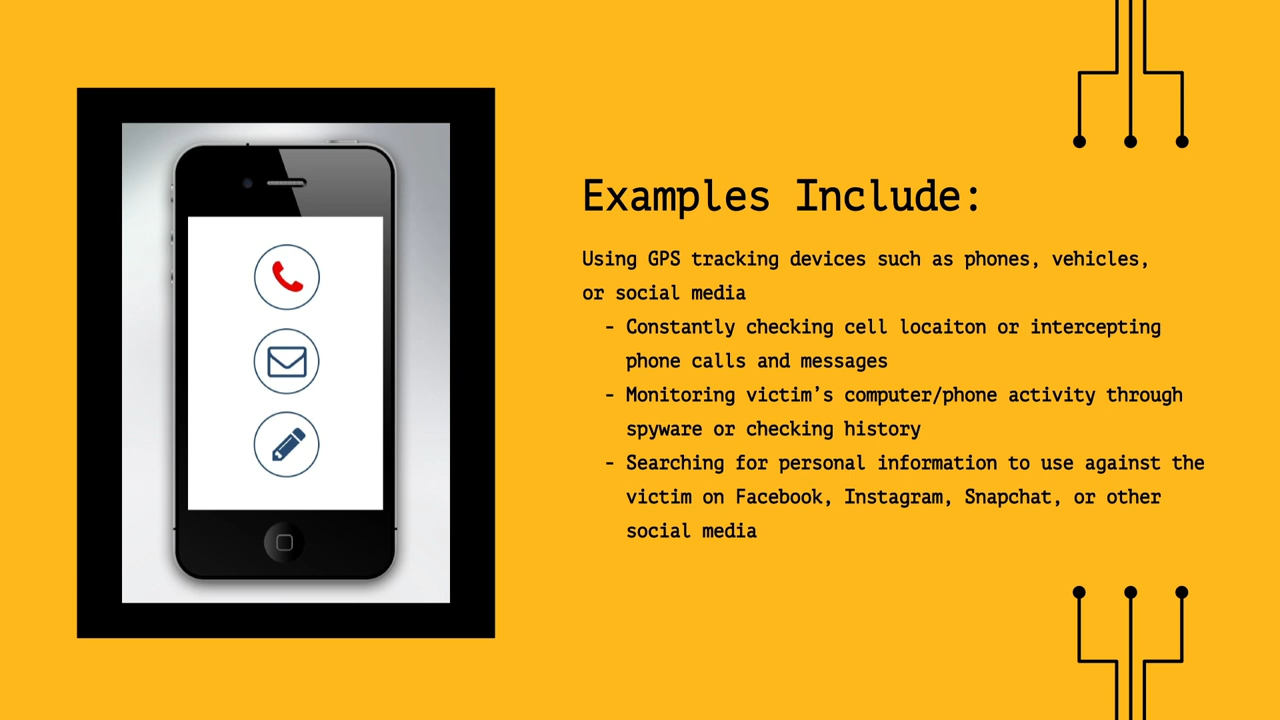 Examples Include:
Using GPS tracking devices such as phones, vehicles,
or social media
- Constantly checking cell locaiton or intercepting
phone calls and messages
- Monitoring victim’s computer/phone activity through
spyware or checking history
- Searching for personal information to use against the
victim on Facebook, Instagram, Snapchat, or other
social media